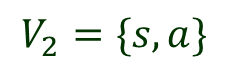 V₂ = {s, a}